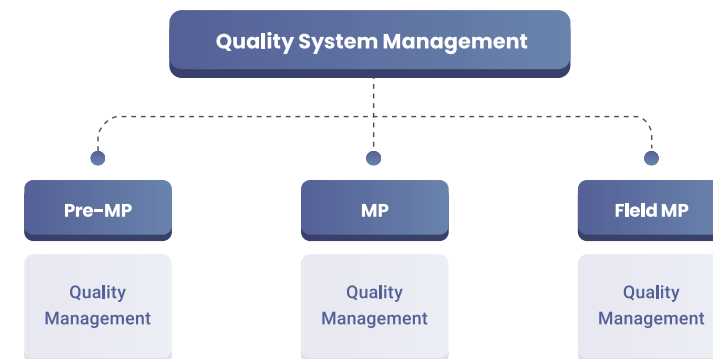 Quality System Management
Pre-MP
MP
Field MP
Quality
Management
Quality
Management
Quality
Management